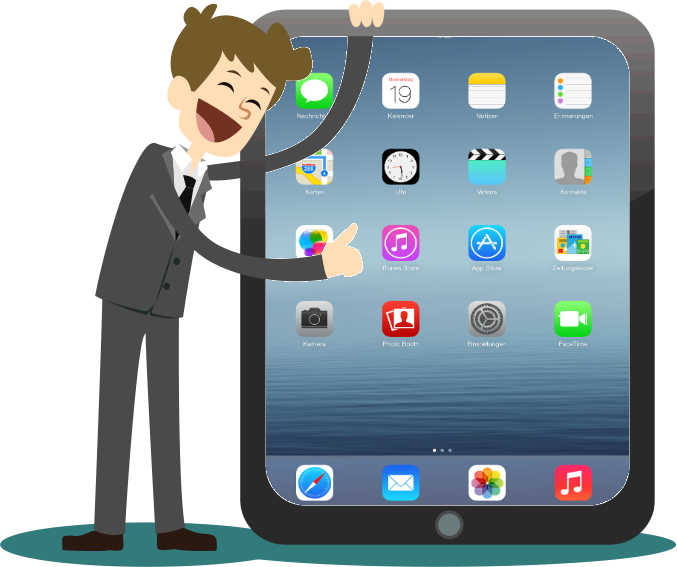 Donnerstag
19
Nachricht
Kalender
Notizen
Erinnerungen
280
Karten
Uhr
Videos
Kontakte
iTunes Store
App Store
Zeitungskiosk
Kamera
Photo Booth
Einstellungen
FaceTime